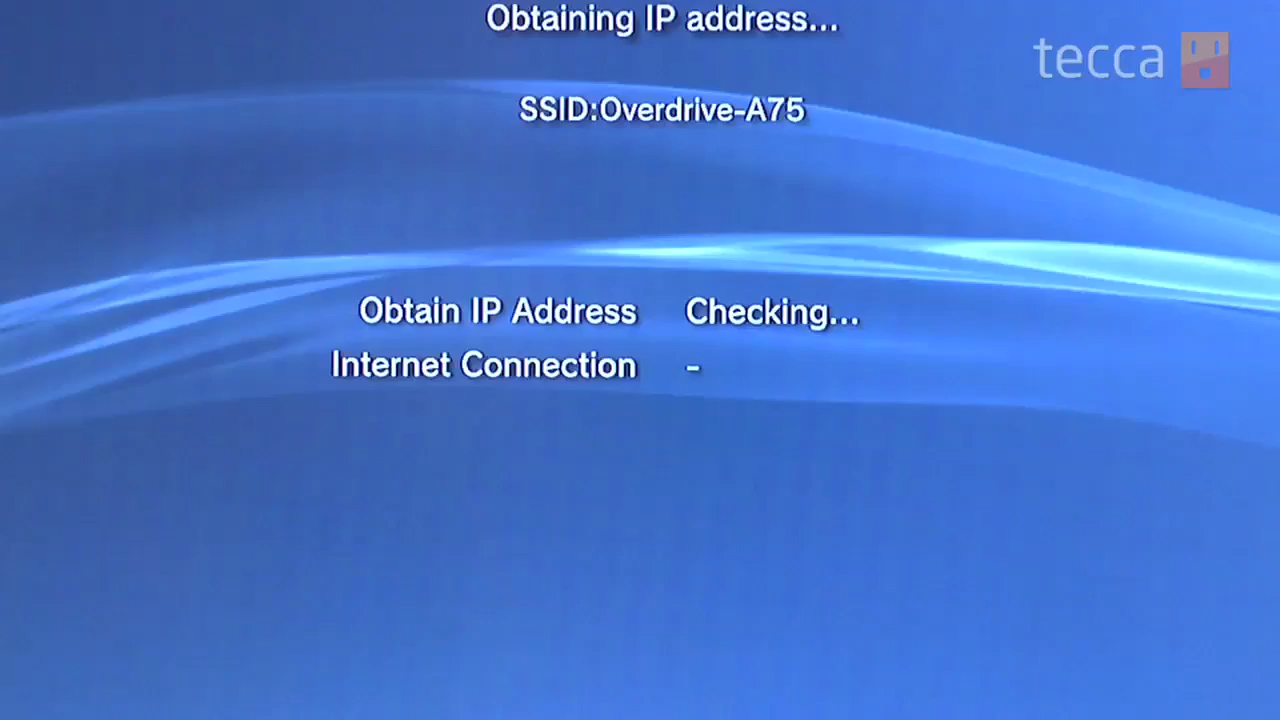 Obtaining IP address...
tecca
SSID:Overdrive-A75
Obtain IP Address Checking...
Internet Connection -